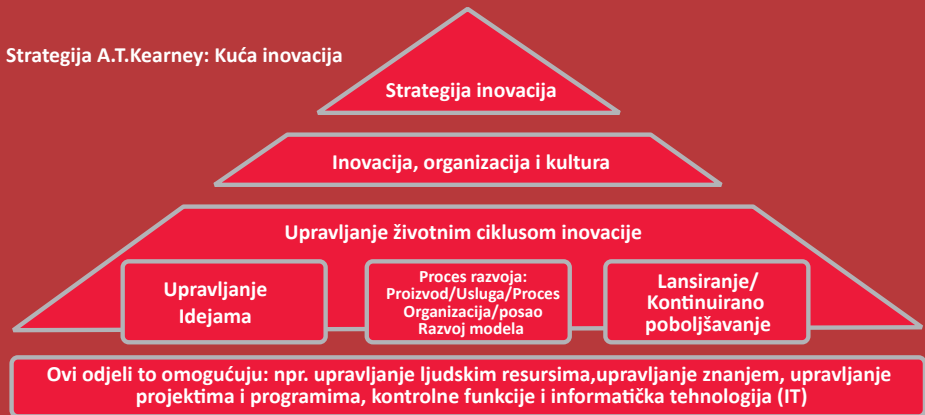 Strategija A.T.Kearney: Kuća inovacija
Strategija inovacija
Inovacija, organizacija i kultura
Upravljanje životnim ciklusom inovacije
Upravljanje
Idejama
Proces razvoja:
Proizvod/Usluga/Proces
Organizacija/posao
Razvoj modela
Lansiranje/
Kontinuirano
poboljšavanje
Ovi odjeli to omogućuju: npr. upravljanje ljudskim resursima,upravljanje znanjem, upravljanje
projektima i programima, kontrolne funkcije i informatička tehnologija (IT)